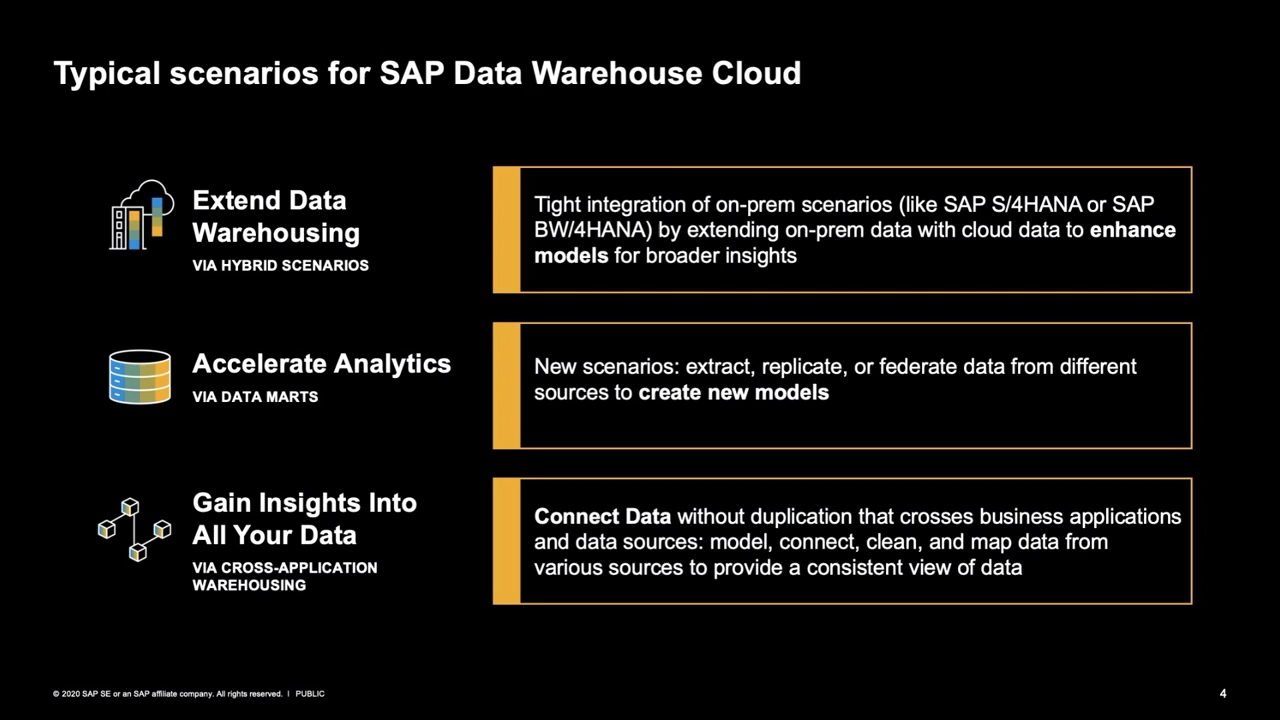 Typical scenarios for SAP Data Warehouse Cloud
Extend Data
Warehousing
VIA HYBRID SCENARIOS
Tight integration of on-prem scenarios (like SAP S/4HANA or SAP
BW/4HANA) by extending on-prem data with cloud data to enhance
models for broader insights
Accelerate Analytics
VIA DATA MARTS
New scenarios: extract, replicate, or federate data from different
sources to create new models
Gain Insights Into
All Your Data
VIA CROSS-APPLICATION
WAREHOUSING
Connect Data without duplication that crosses business applications
and data sources: model, connect, clean, and map data from
various sources to provide a consistent view of data
© 2020 SAP SE or an SAP affiliate company. All rights reserved. | PUBLIC
4